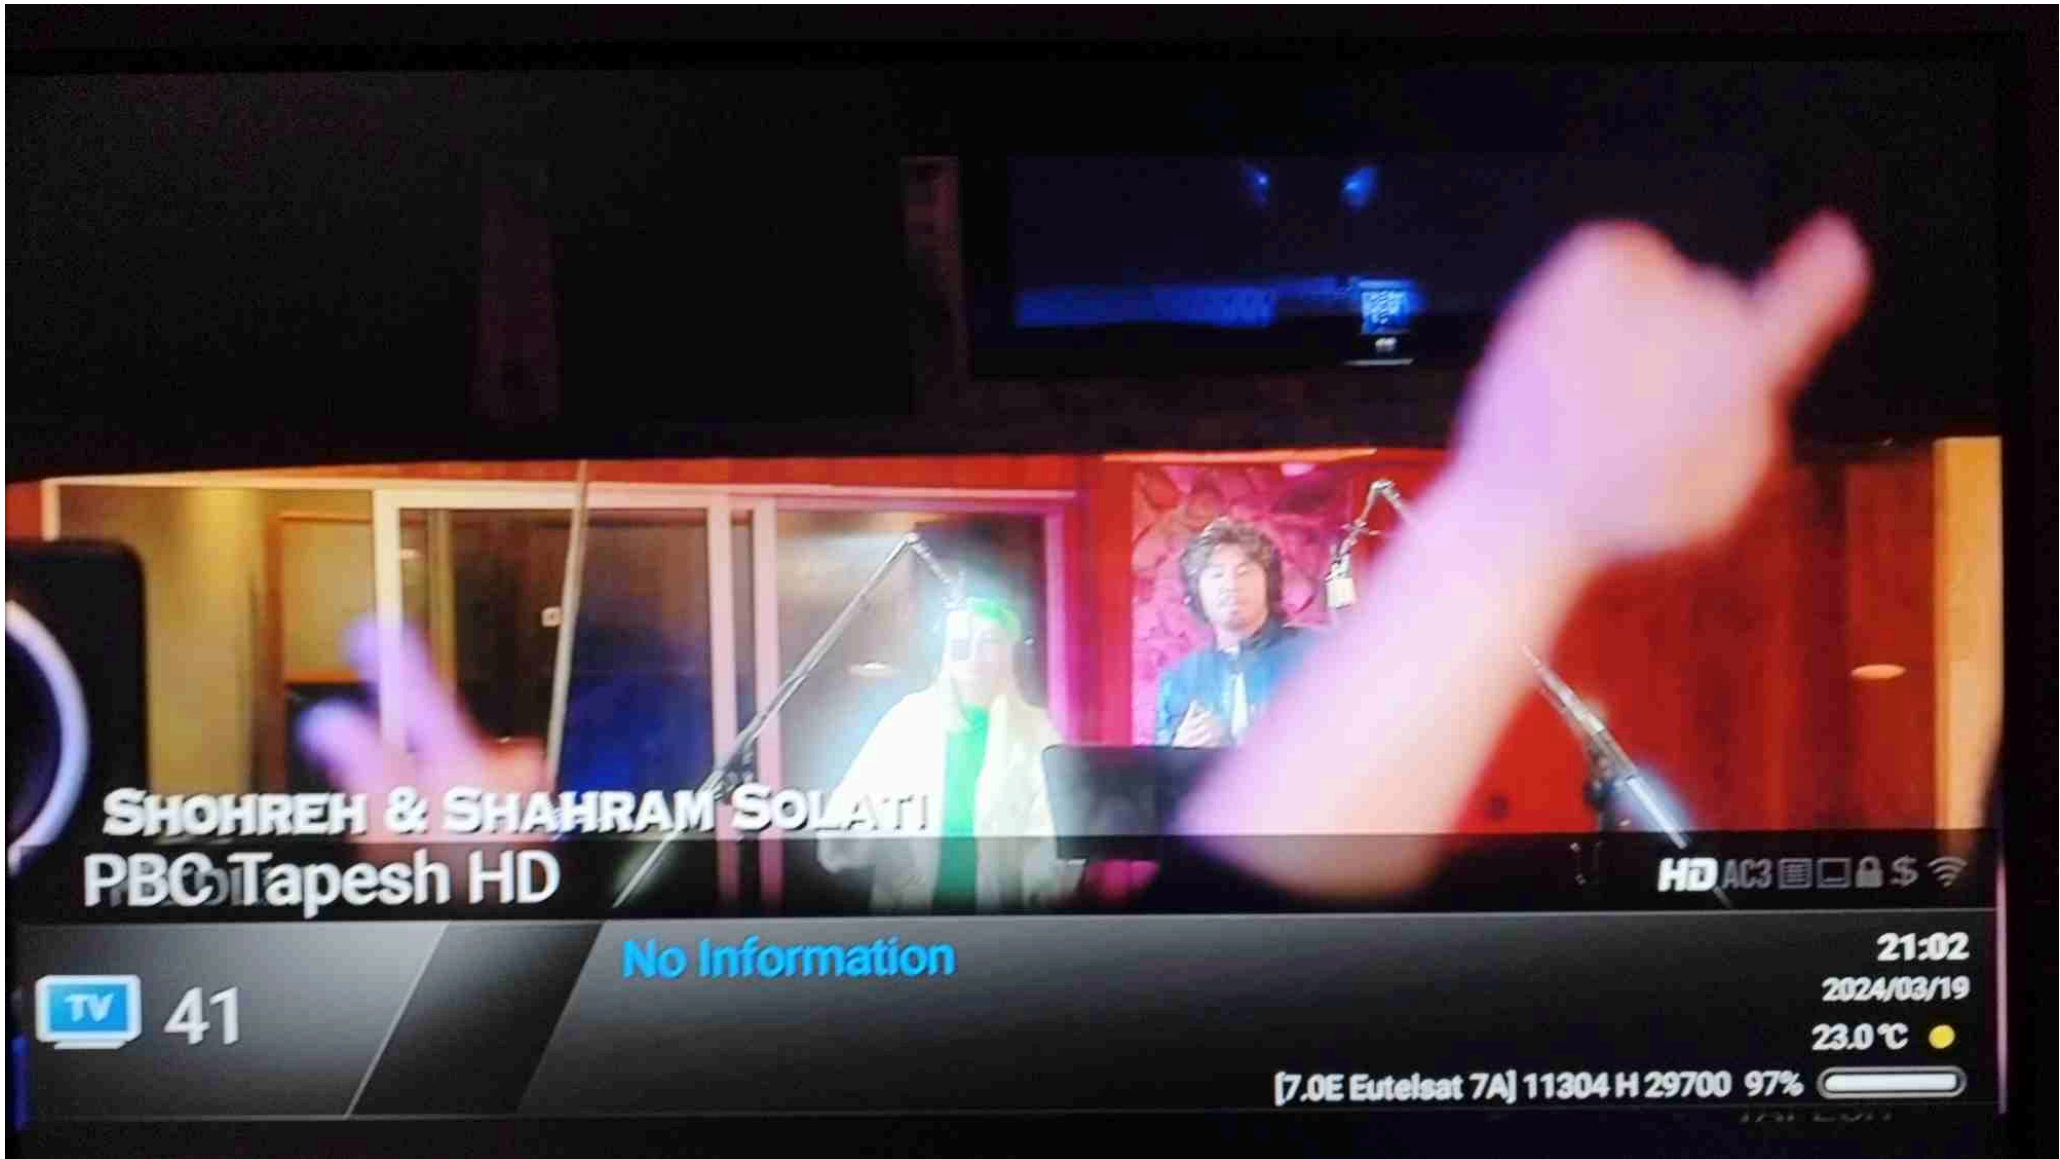 SHOHREH & SHAHRAM SOLATI
PBC Tapesh HD
HD AC3 $
TV 41
No Information
21:02
2024/03/19
23.0°C
[7.0E Eutelsat 7A] 11304 H 29700 97%